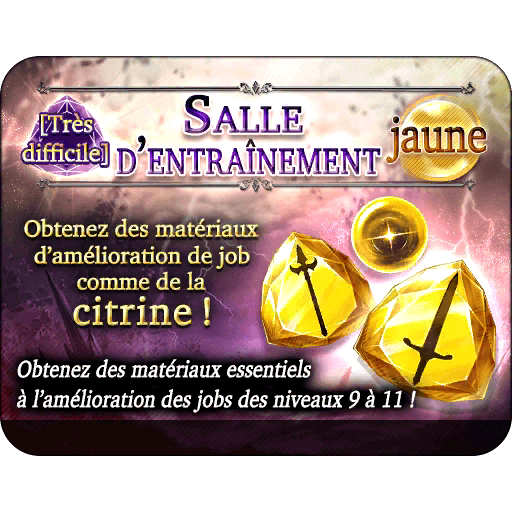 [Très
difficile]
SALLE
D'ENTRAÎNEMENT
jaune
Obtenez des matériaux
d'amélioration de job
comme de la
citrine !
Obtenez des matériaux essentiels
à l'amélioration des jobs des niveaux 9 à 11 !